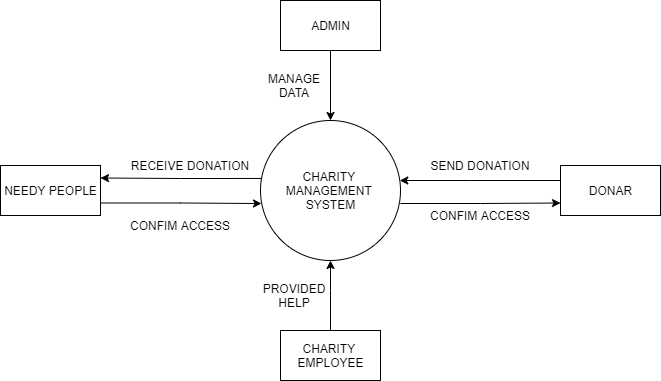 ADMIN
MANAGE
DATA
RECEIVE DONATION
SEND DONATION
NEEDY PEOPLE
CHARITY
MANAGEMENT
SYSTEM
DONAR
CONFIM ACCESS
CONFIM ACCESS
PROVIDED
HELP
CHARITY
EMPLOYEE